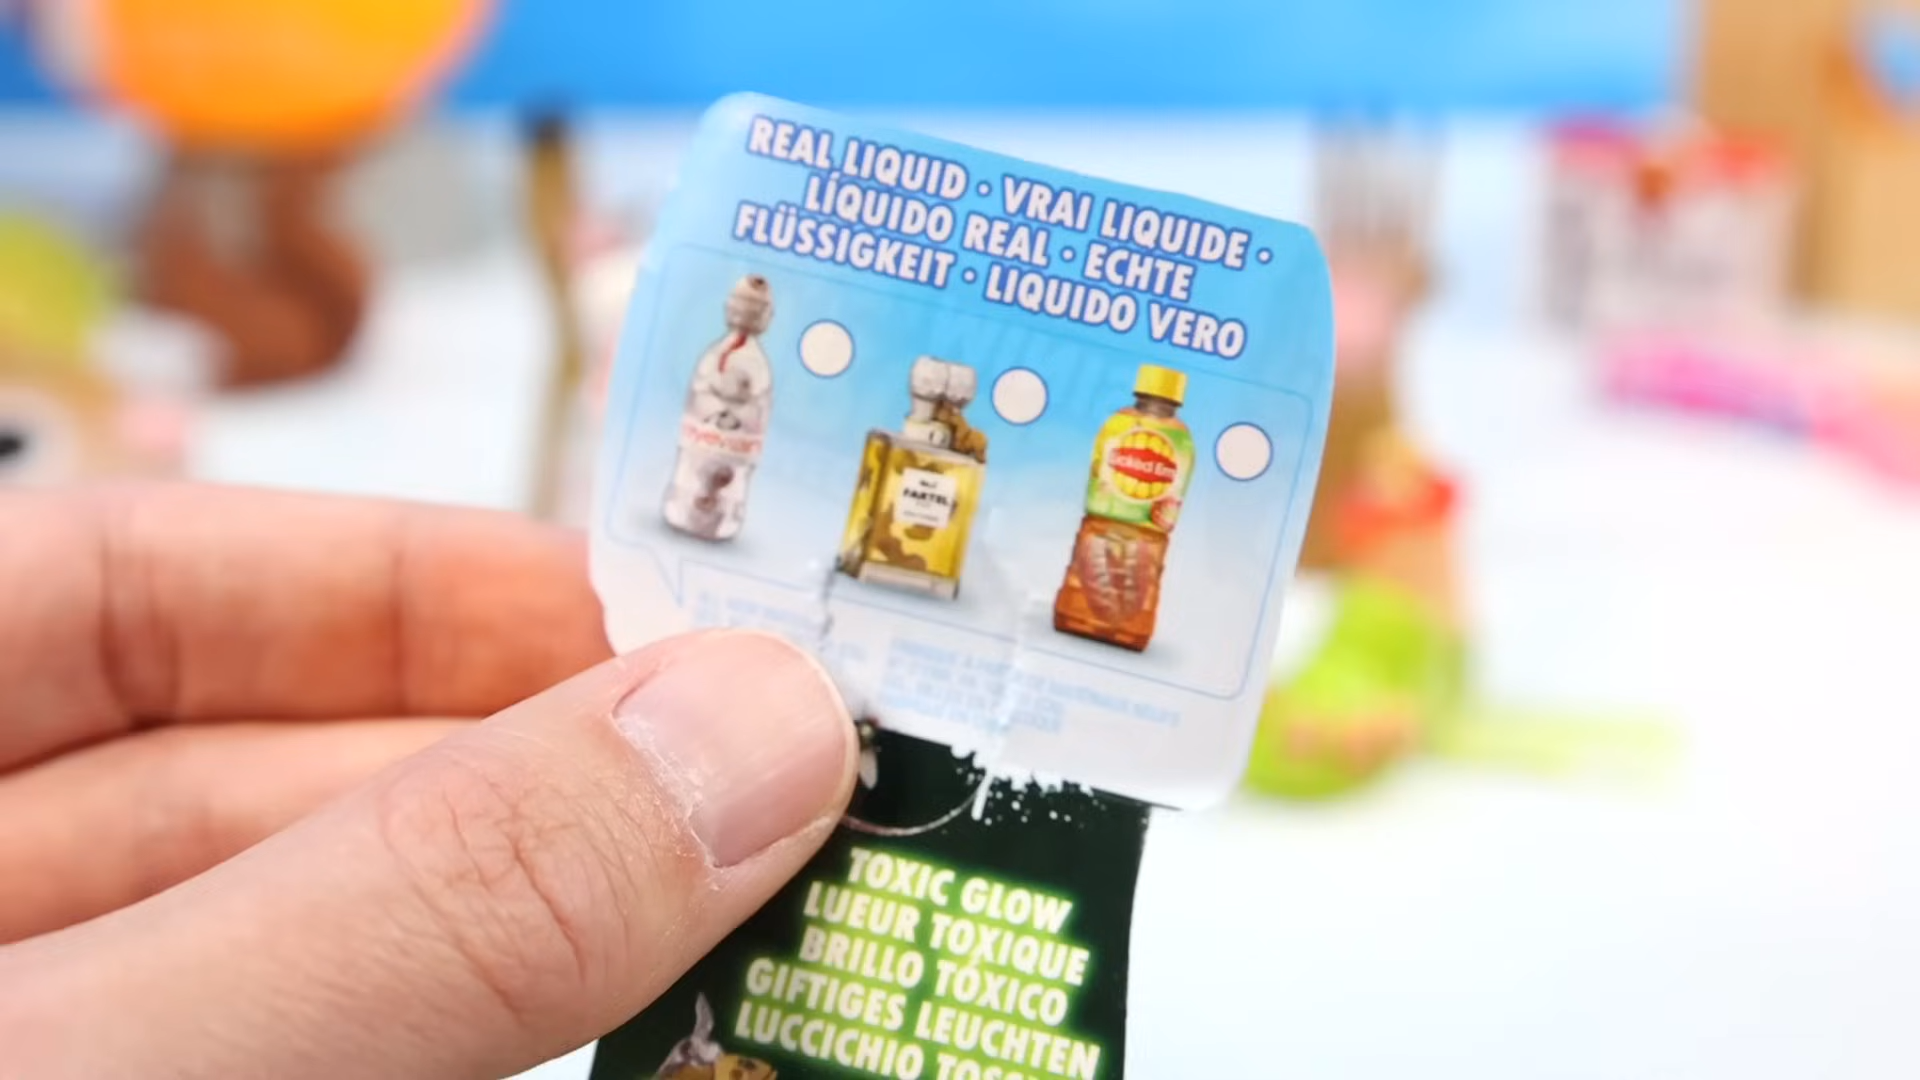 REAL LIQUID · VRAI LIQUIDE ·
LÍQUIDO REAL · ECHTE
FLÜSSIGKEIT · LIQUIDO VERO
FARTEL
TOXIC GLOW
LUEUR TOXIQUE
BRILLO TÓXICO
GIFTIGES LEUCHTEN
LUCCICHIO